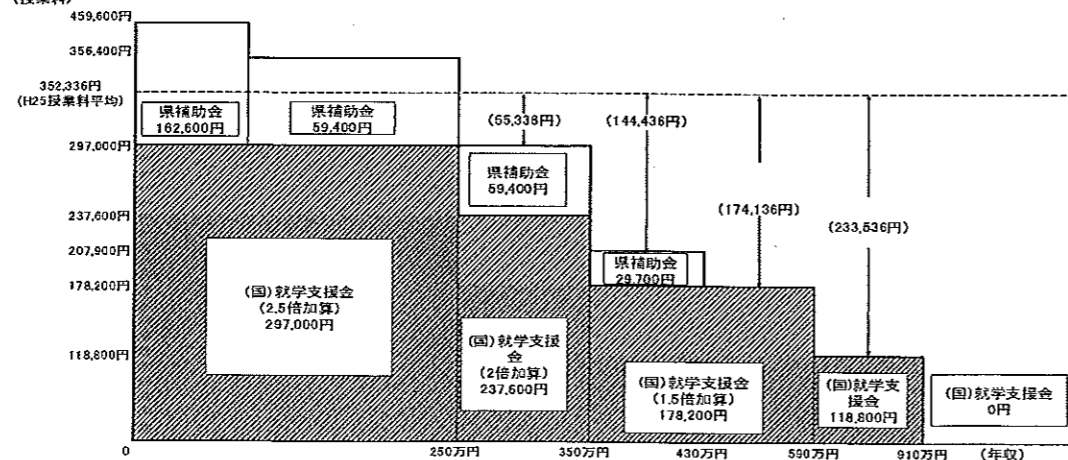 (授業料)
459,600円
356,400円
352,336円
(H25授業料平均)
県補助金
162,600円
県補助金
59,400円
(55,336円)
(144,436円)
297,000円
県補助金
59,400円
(174,136円)
237,600円
(233,536円)
207,900円
県補助金
29,700円
178,200円
(国)就学支援金
(2.5倍加算)
297,000円
118,800円
(国)就学支援
金
(2倍加算)
237,600円
(国)就学支援金
(1.5倍加算)
178,200円
(国)就学支
援金
118,800円
(国)就学支援金
0円
0
250万円
350万円
430万円
590万円
910万円
(年収)